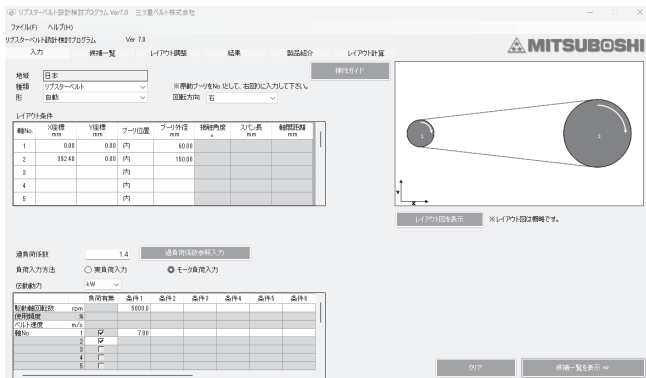 リブスターベルト設計検討プログラム Ver7.0 三ツ星ベルト株式会社
ファイル(F) ヘルプ(H)
リブスターベルト設計検討プログラム Ver 7.0
入力 候補一覧 レイアウト調整 結果 製品紹介 レイアウト計算
MITSUBOSHI
操作ガイド
地域 日本
種類 リブスターベルト ※原動プーリをNo.1として、右回りに入力して下さい。
形 自動 回転方向 右
レイアウト条件
軸No. X座標 mm Y座標 mm プーリ位置 プーリ外径 mm 接触角度 ° スパン長 mm 軸間距離 mm
1 0.00 0.00 内 60.00
2 392.48 0.00 内 150.00
3 内
4 内
5 内
1 2
Y
X
レイアウト図を表示 ※レイアウト図は概略です。
過負荷係数 1.4 過負荷係数参照入力
負荷入力方法 実負荷入力 モータ負荷入力
伝動動力 kW
負荷有無 条件1 条件2 条件3 条件4 条件5 条件6
駆動軸回転数 rpm 5000.0
使用頻度 %
ベルト速度 m/s
軸No. 1 7.00
2
3
4
5
クリア 候補一覧を表示 ⇒